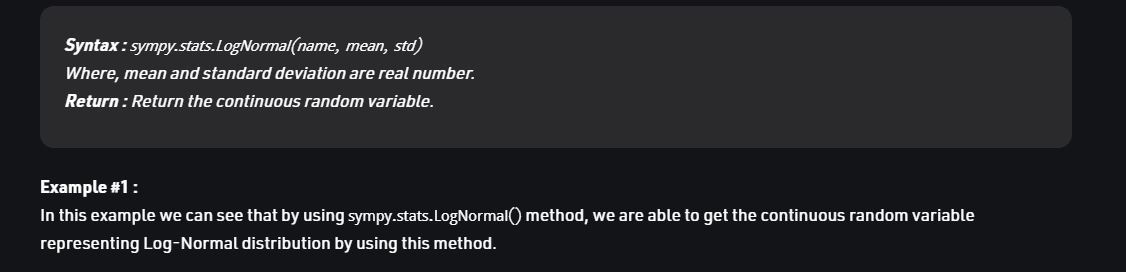 Syntax : sympy.stats.LogNormal(name, mean, std)
Where, mean and standard deviation are real number.
Return : Return the continuous random variable.
Example #1 :
In this example we can see that by using sympy.stats.LogNormal() method, we are able to get the continuous random variable
representing Log-Normal distribution by using this method.